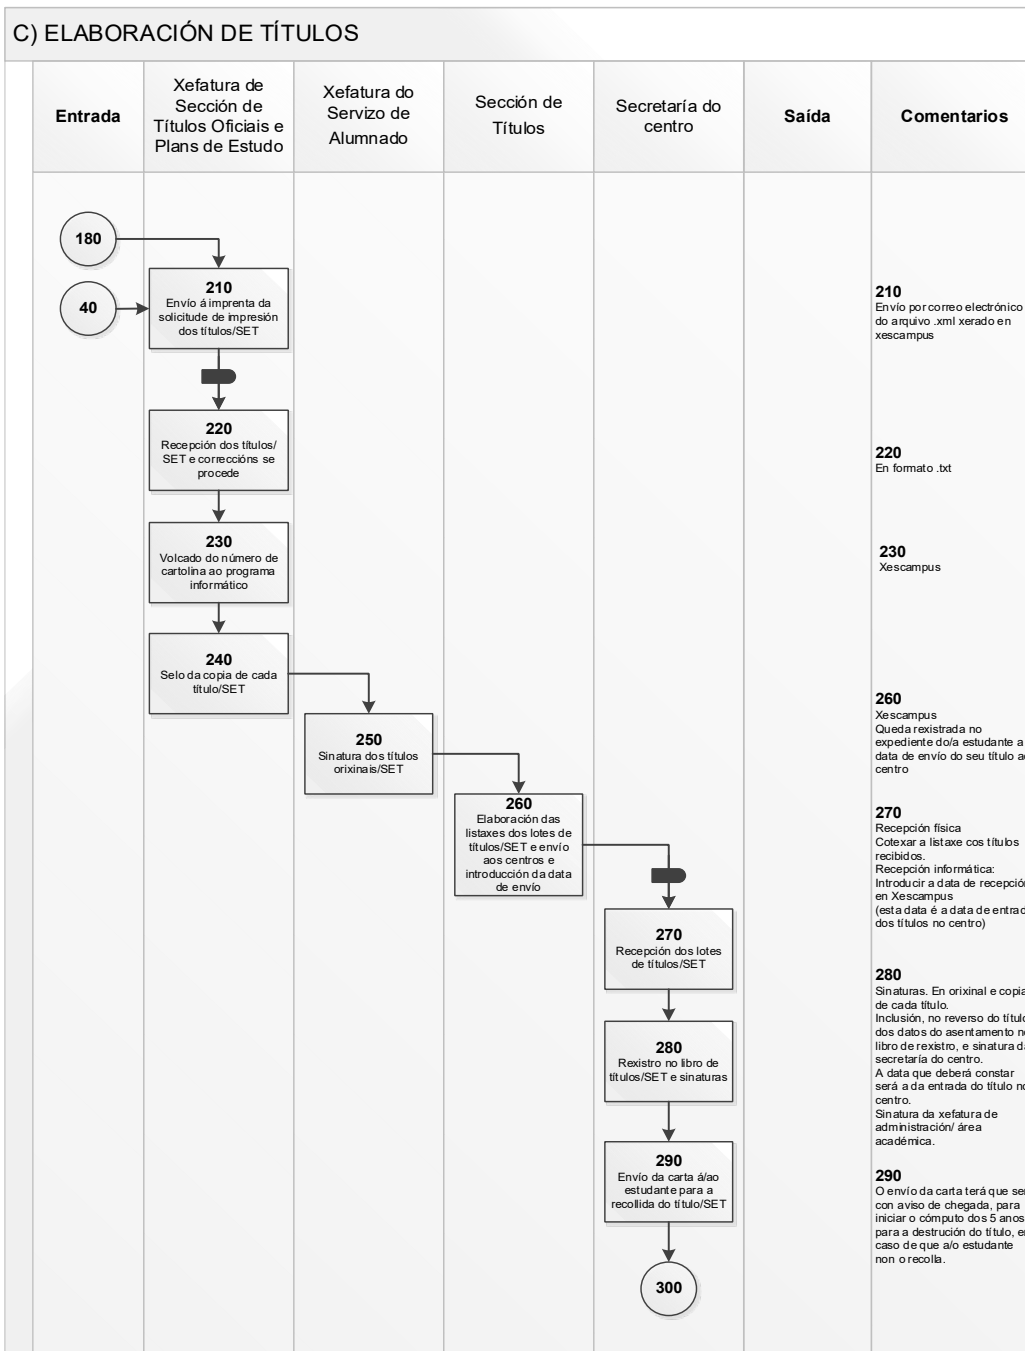 C) ELABORACIÓN DE TÍTULOS
Entrada
Xefatura de
Sección de
Títulos Oficiais e
Plans de Estudo
Xefatura do
Servizo de
Alumnado
Sección de
Títulos
Secretaría do
centro
Saída
Comentarios
180
40
210
Envío á imprenta da
solicitude de impresión
dos títulos/SET
220
Recepción dos títulos/
SET e correccións se
procede
230
Volcado do número de
cartolina ao programa
informático
240
Selo da copia de cada
título/SET
250
Sinatura dos títulos
orixinais/SET
260
Elaboración das
listaxes dos lotes de
títulos/SET e envío
aos centros e
introducción da data
de envío
270
Recepción dos lotes
de títulos/SET
280
Rexistro no libro de
títulos/SET e sinaturas
290
Envío da carta á/ao
estudante para a
recollida do título/SET
300
210
Envío por correo electrónico
do arquivo .xml xerado en
xescampus
220
En formato .txt
230
Xescampus
260
Xescampus
Queda rexistrada no
expediente do/a estudante a
data de envío do seu título
centro
270
Recepción física
Cotexar a listaxe cos títulos
recibidos.
Recepción informática:
Introducir a data de recepción
en Xescampus
(esta data é a data de
dos títulos no centro)
280
Sinaturas. En orixinal e copia
de cada título.
Inclusión, no reverso do título
dos datos do asentamento
libro de rexistro, e sinatura
secretaría do centro.
A data que deberá constar
será a da entrada do título
centro.
Sinatura da xefatura de
administración/ área
académica.
290
O envío da carta terá que
con aviso de chegada, para
iniciar o cómputo dos 5 anos
para a destrución do título,
caso de que a/o estudante
non o recolla.